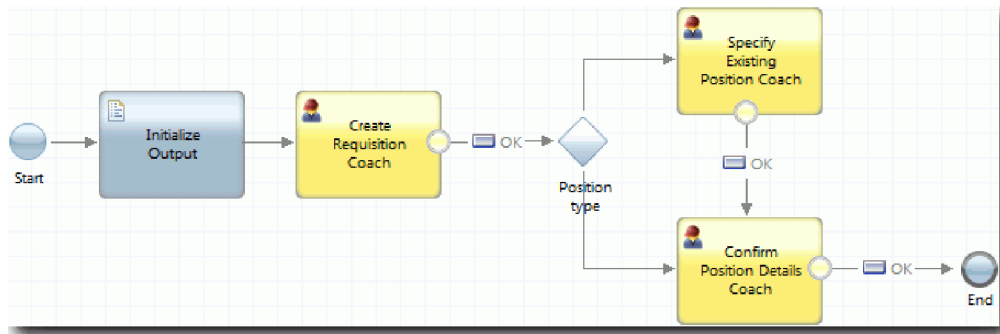 Start
Initialize
Output
Create
Requisition
Coach
OK
Position
type
Specify
Existing
Position Coach
OK
Confirm
Position Details
Coach
OK
End